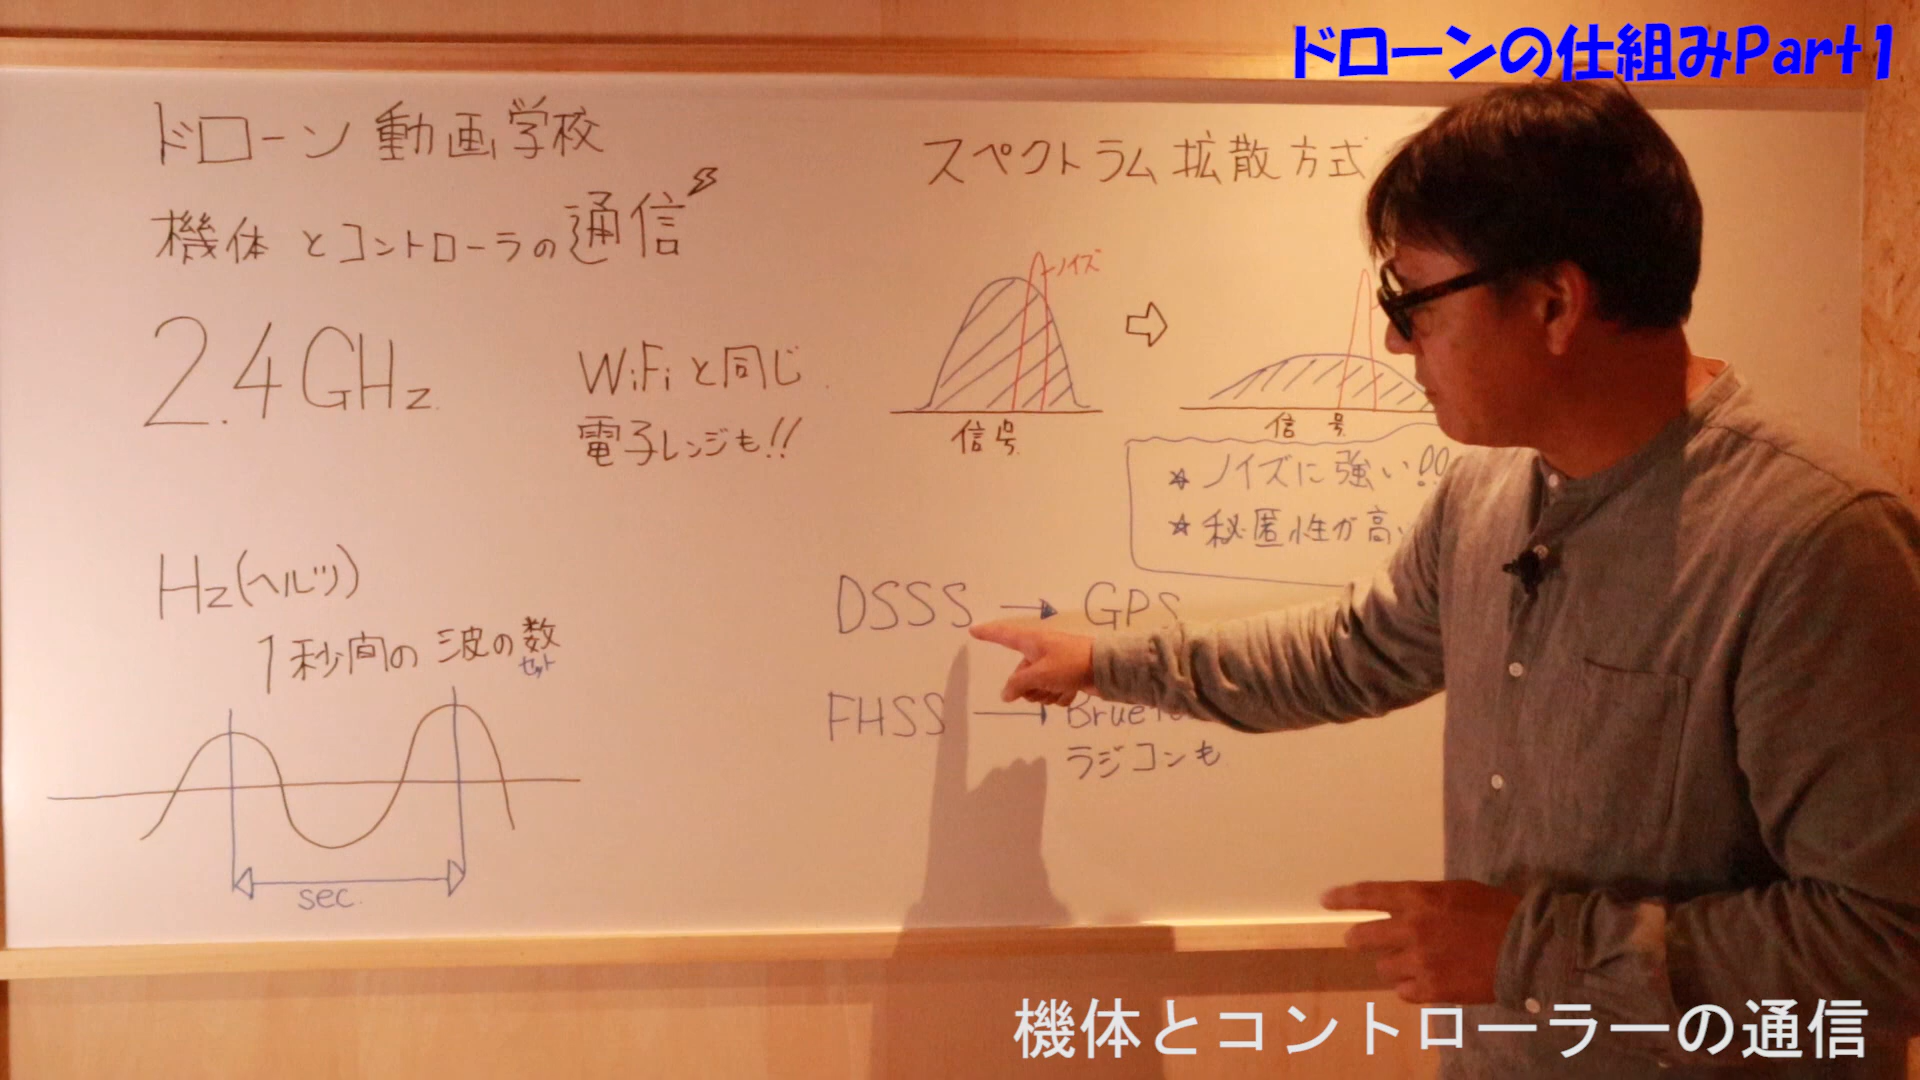 ドローンの仕組みPart1
ドローン動画学校
機体とコントローラの通信
2.4GHz
WiFiと同じ
電子レンジも!!
Hz(ヘルツ)
1秒間の波の数
セット
sec.
スペクトラム拡散方式
ノイズ
信号
信号
☆ノイズに強い!!
☆秘匿性が高
DSSS → GPS
FHSS → Brueto
ラジコンも
機体とコントローラーの通信